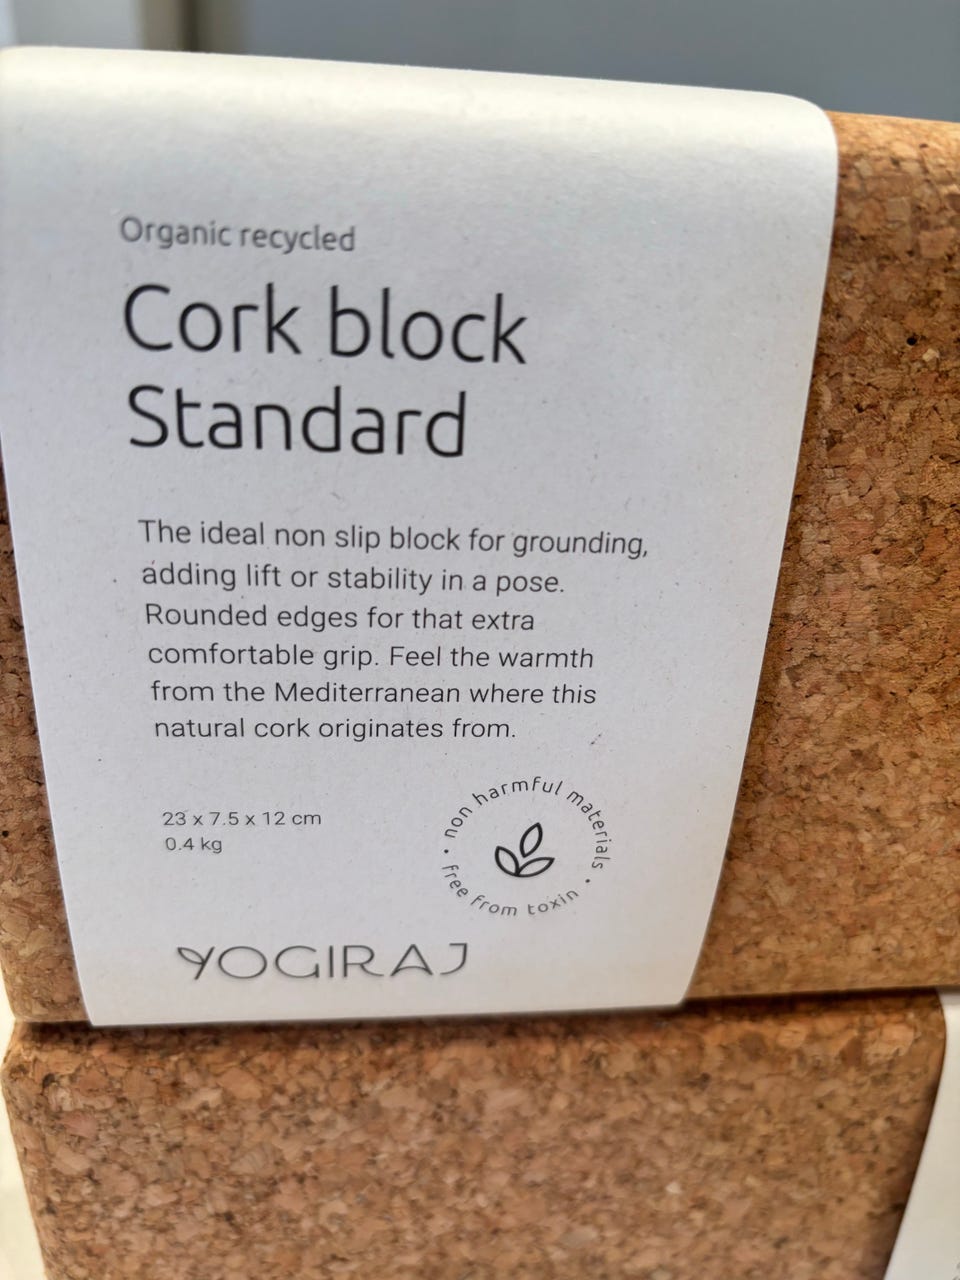 Organic recycled
Cork block
Standard
The ideal non slip block for grounding,
adding lift or stability in a pose.
Rounded edges for that extra
comfortable grip. Feel the warmth
from the Mediterranean where this
natural cork originates from.
23 x 7.5 x 12 cm
0.4 kg
• non harmful materials •
free from toxin
YOGIRAJ